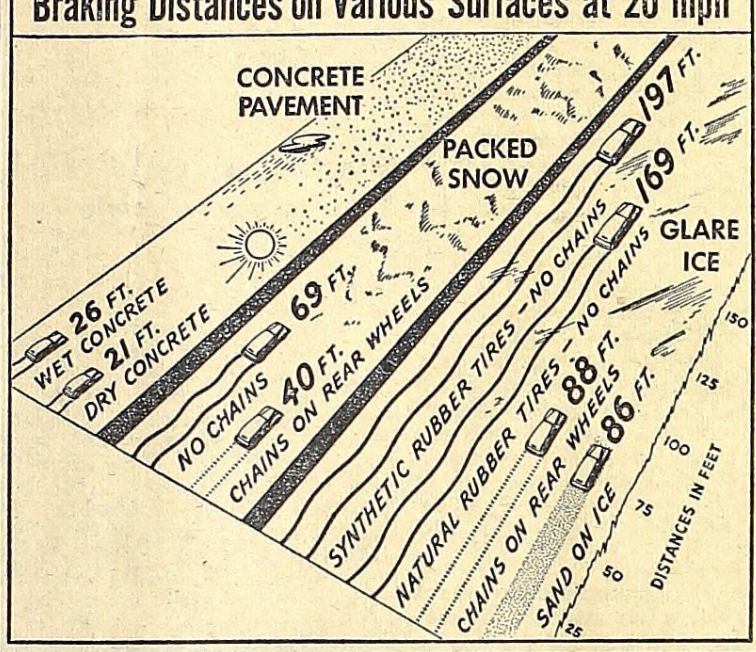 Braking Distances on Various Surfaces at 20 mph
CONCRETE
PAVEMENT
26 FT.
WET CONCRETE
21 FT.
DRY CONCRETE
PACKED
SNOW
69 FT.
NO CHAINS
40 FT.
CHAINS ON REAR WHEELS
GLARE
ICE
197 FT.
SYNTHETIC RUBBER TIRES – NO CHAINS
169 FT.
NATURAL RUBBER TIRES – NO CHAINS
88 FT.
CHAINS ON REAR WHEELS
86 FT.
SAND ON ICE
150
125
100
75
50
25
DISTANCES IN FEET